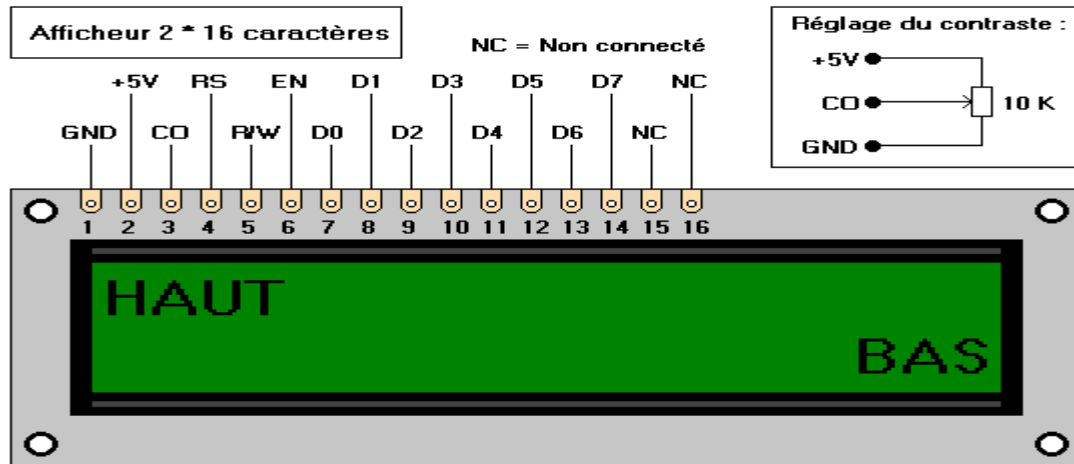 Afficheur 2 * 16 caractères
NC = Non connecté
Réglage du contraste :
+5V
CO
10 K
GND
+5V RS EN D1 D3 D5 D7 NC
GND CO R/W D0 D2 D4 D6 NC
1 2 3 4 5 6 7 8 9 10 11 12 13 14 15 16
HAUT
BAS